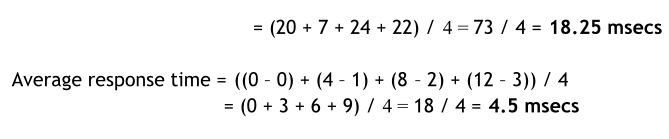 = (20 + 7 + 24 + 22) / 4 = 73 / 4 = 18.25 msecs
Average response time = ((0 - 0) + (4 - 1) + (8 - 2) + (12 - 3)) / 4
= (0 + 3 + 6 + 9) / 4 = 18 / 4 = 4.5 msecs